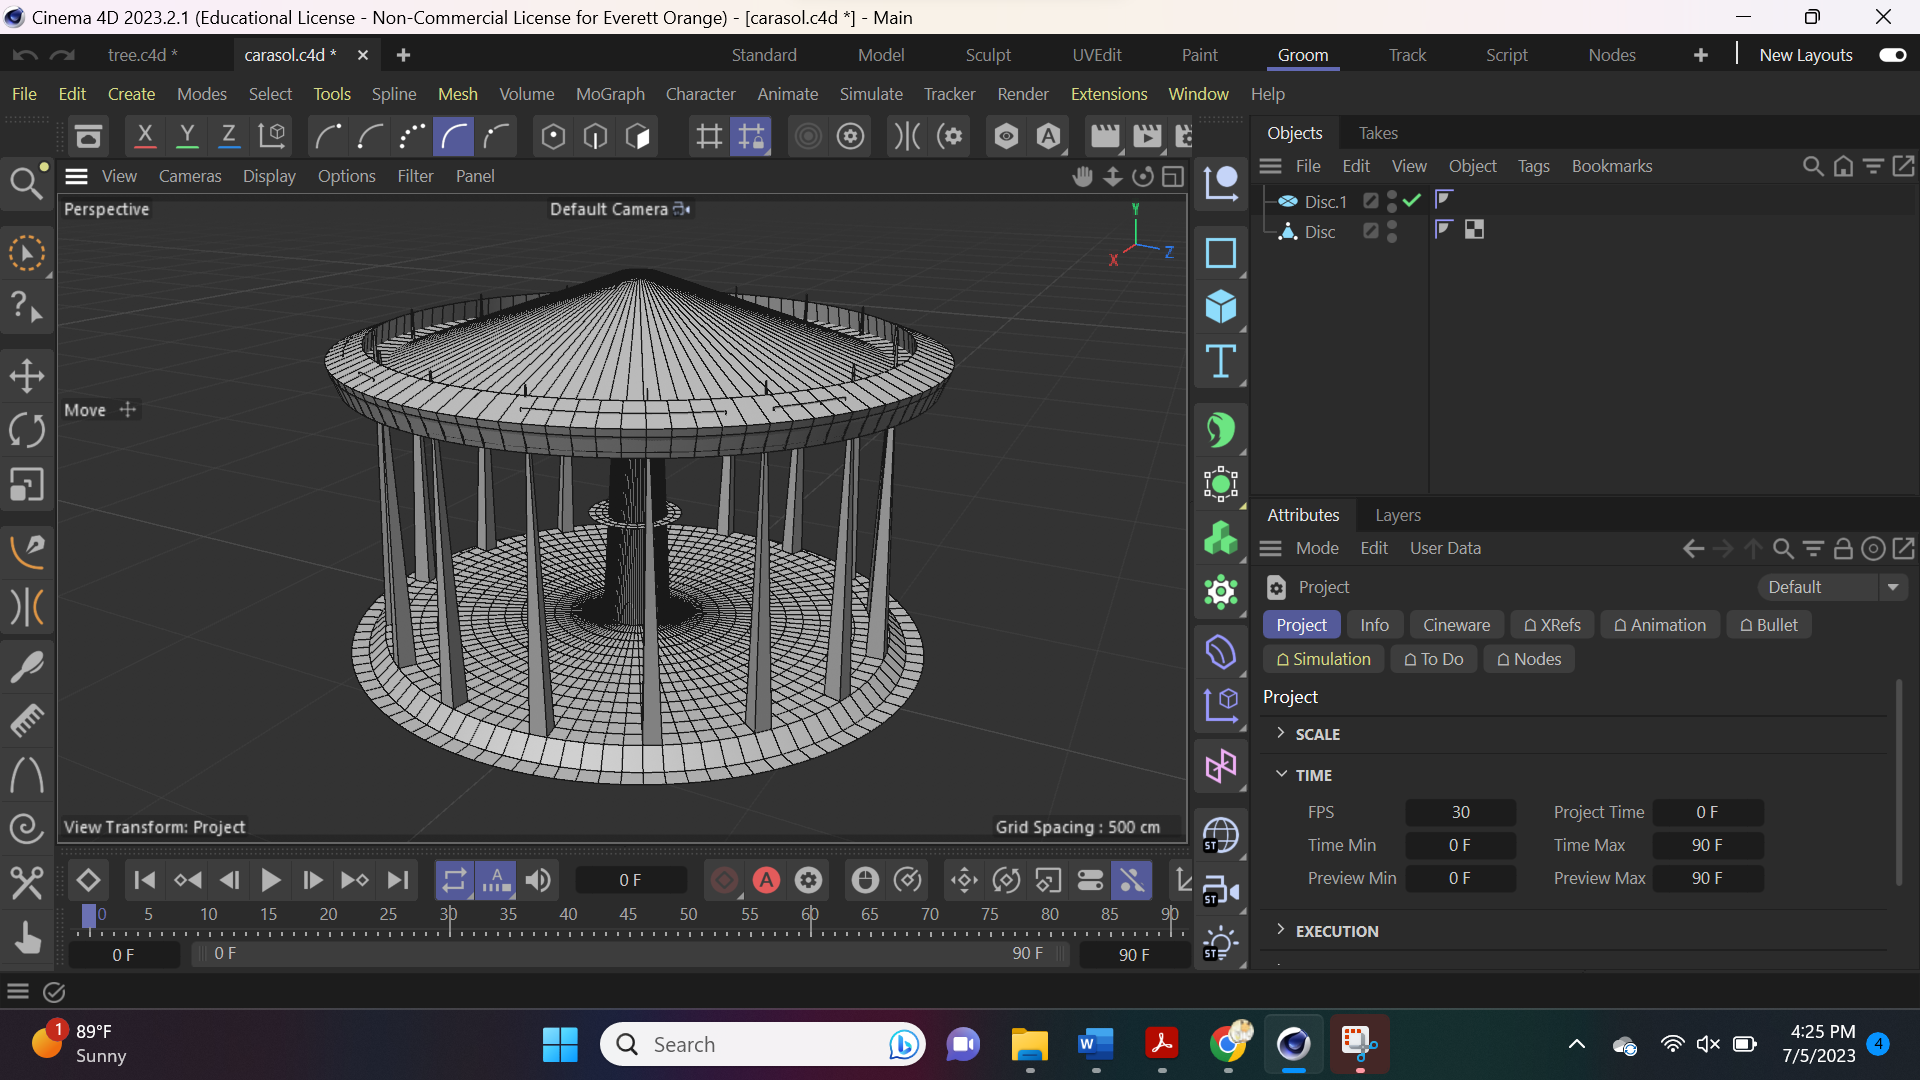 Cinema 4D 2023.2.1 (Educational License - Non-Commercial License for Everett Orange) - [carasol.c4d *] - Main
tree.c4d *
carasol.c4d *
Standard
Model
Sculpt
UVEdit
Paint
Groom
Track
Script
Nodes
New Layouts
File
Edit
Create
Modes
Select
Tools
Spline
Mesh
Volume
MoGraph
Character
Animate
Simulate
Tracker
Render
Extensions
Window
Help
X
Y
Z
A
Objects
Takes
File
Edit
View
Object
Tags
Bookmarks
View
Cameras
Display
Options
Filter
Panel
Disc.1
Disc
Perspective
Default Camera
Y
X
Z
Move
View Transform: Project
Grid Spacing : 500 cm
T
ST
ST
ST
Attributes
Layers
Mode
Edit
User Data
Project
Default
Project
Info
Cineware
XRefs
Animation
Bullet
Simulation
To Do
Nodes
Project
SCALE
TIME
FPS
30
Project Time
0 F
Time Min
0 F
Time Max
90 F
Preview Min
0 F
Preview Max
90 F
EXECUTION
A
0 F
A
0 5 10 15 20 25 30 35 40 45 50 55 60 65 70 75 80 85 90
0 F
0 F
90 F
90 F
1
89°F
Sunny
Search
W
4:25 PM
7/5/2023
4